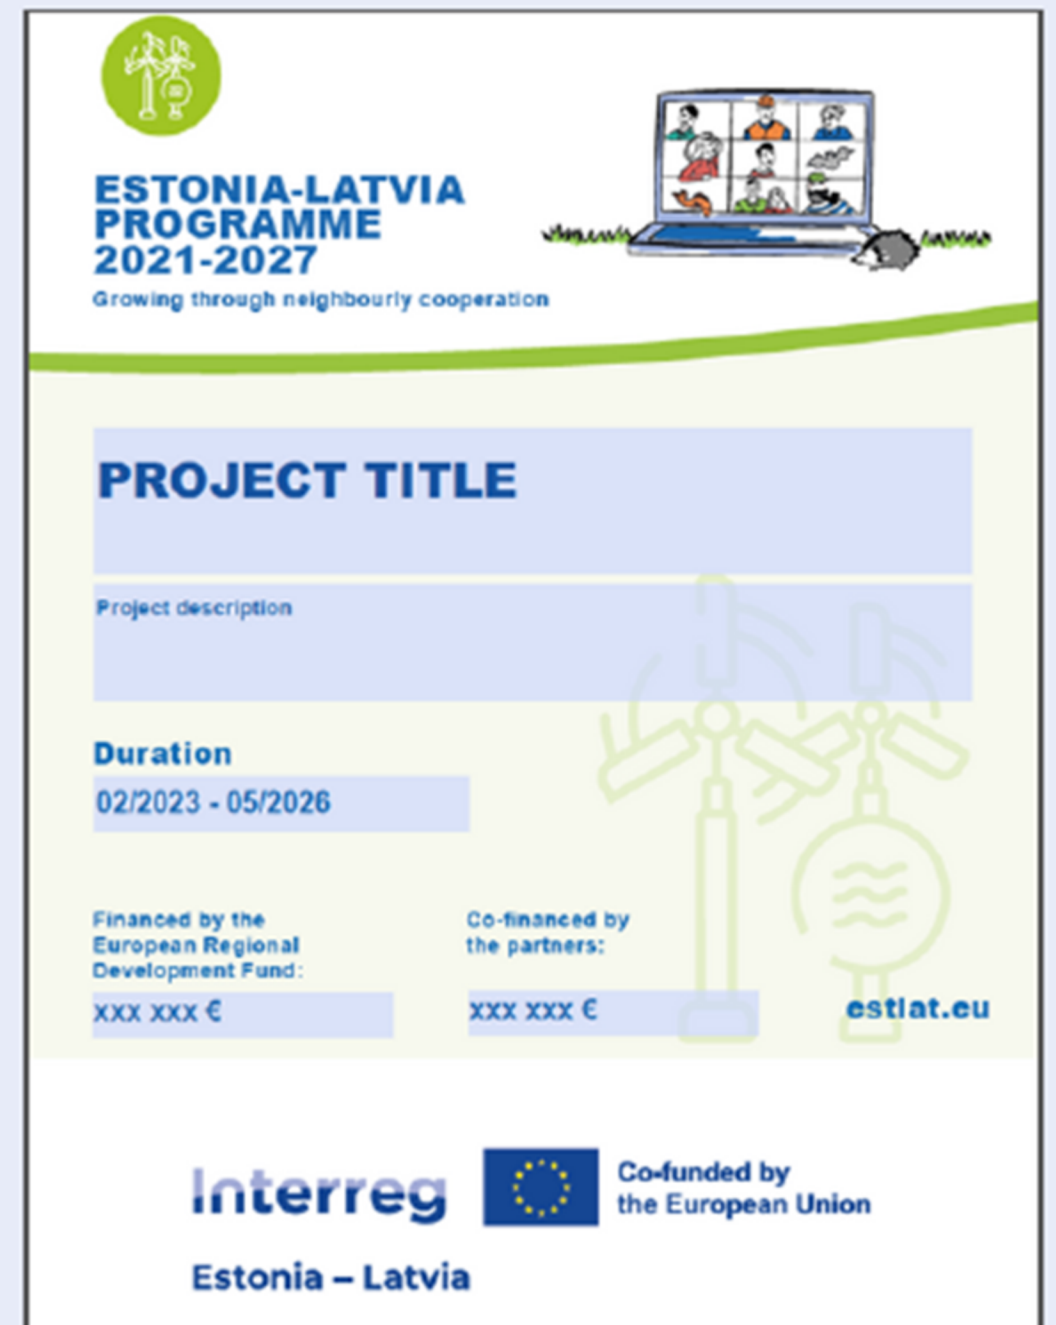 ESTONIA-LATVIA
PROGRAMME
2021-2027
Growing through neighbourly cooperation
PROJECT TITLE
Project description
Duration
02/2023 - 05/2026
Financed by the
European Regional
Development Fund:
xxx xxx €
Co-financed by
the partners:
xxx xxx €
estlat.eu
Interreg
Co-funded by
the European Union
Estonia – Latvia